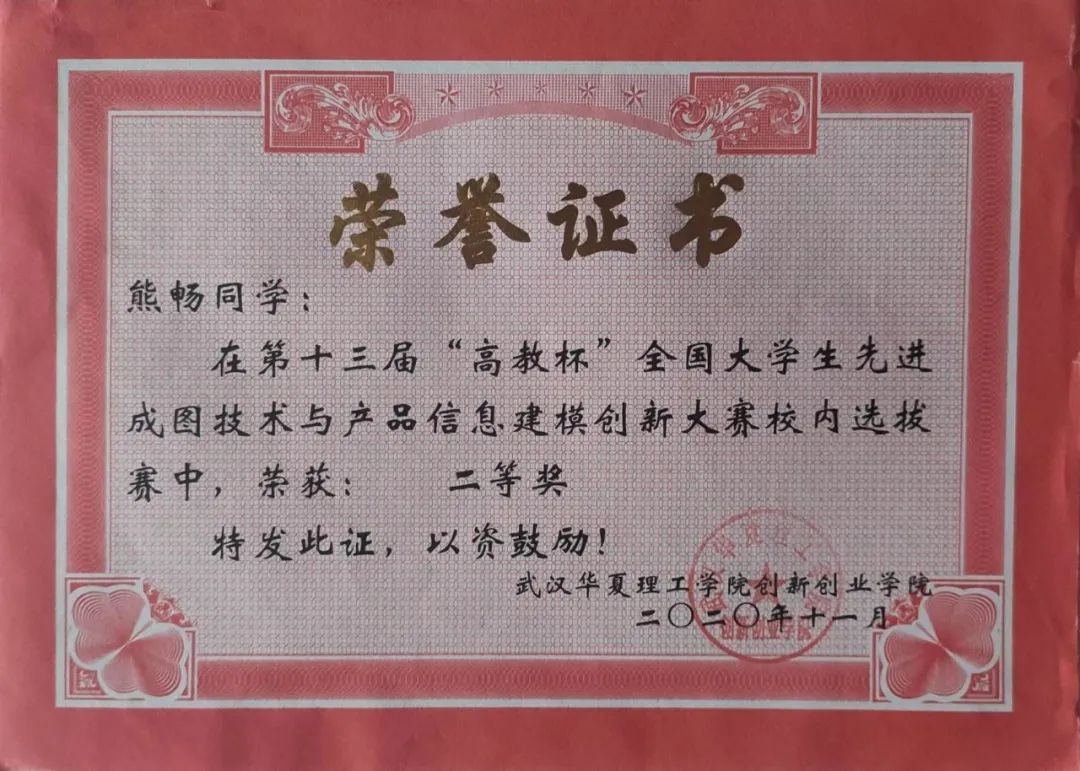 荣誉证书
熊畅同学：
在第十三届“高教杯”全国大学生先进
成图技术与产品信息建模创新大赛校内选拔
赛中，荣获： 二等奖
特发此证，以资鼓励！
武汉华夏理工学院创新创业学院
二〇二〇年十一月